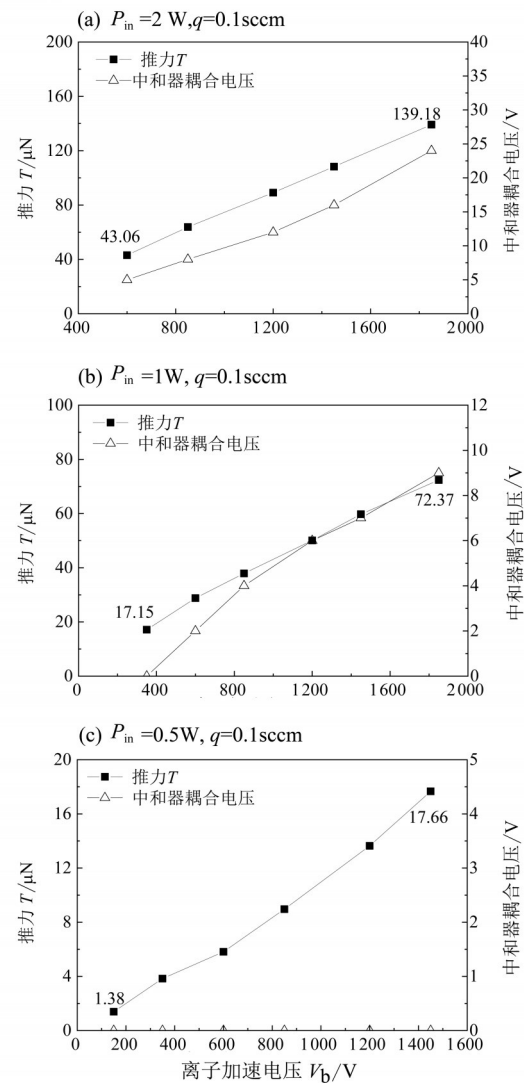 (a) Pin =2 W,q=0.1sccm
推力T
中和器耦合电压
43.06
139.18
推力 T/μN
中和器耦合电压/V
0 40 80 120 160 200
0 5 10 15 20 25 30 35 40
400 800 1200 1600 2000
(b) Pin =1W, q=0.1sccm
推力T
中和器耦合电压
17.15
72.37
推力 T/μN
中和器耦合电压/V
0 20 40 60 80 100
0 2 4 6 8 10 12
0 400 800 1200 1600 2000
(c) Pin =0.5W, q=0.1sccm
推力T
中和器耦合电压
1.38
17.66
推力 T/μN
中和器耦合电压/V
0 4 8 12 16 20
0 1 2 3 4 5
0 200 400 600 800 1000 1200 1400 1600
离子加速电压 Vb/V